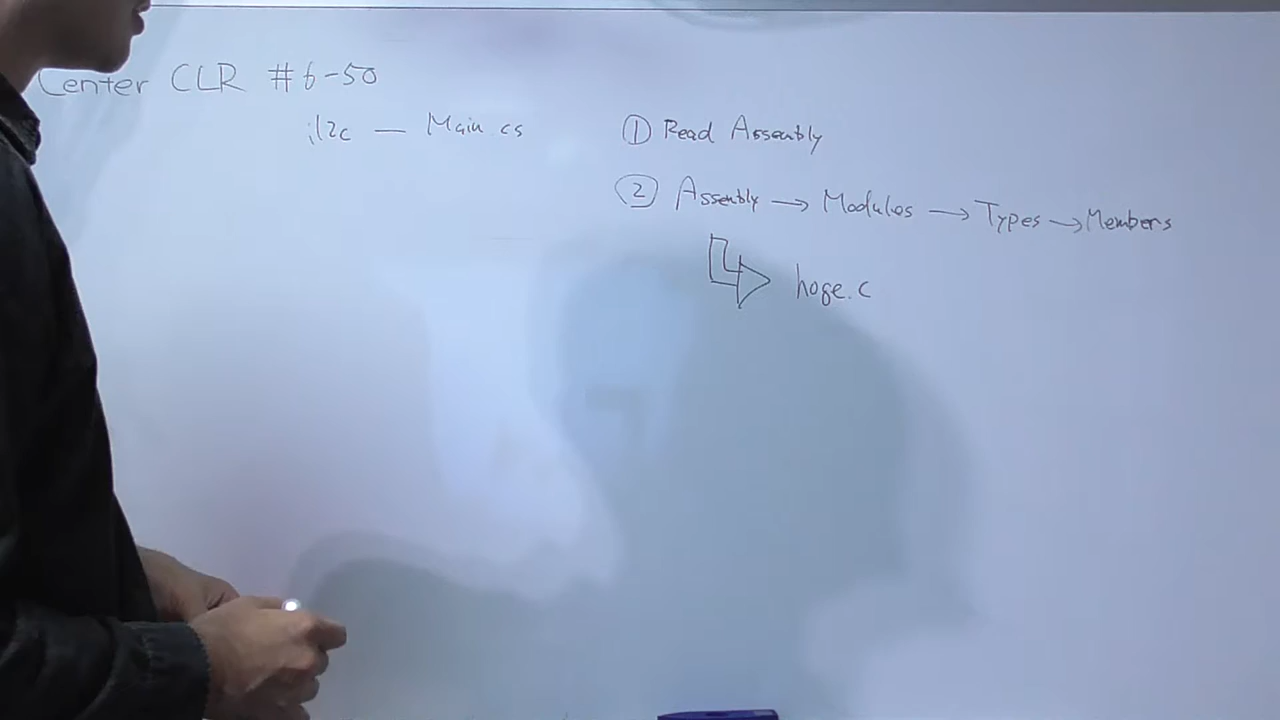 Center CLR #6-50
il2c — Main cs
① Read Assembly
② Assembly → Modules → Types → Members
hoge.c